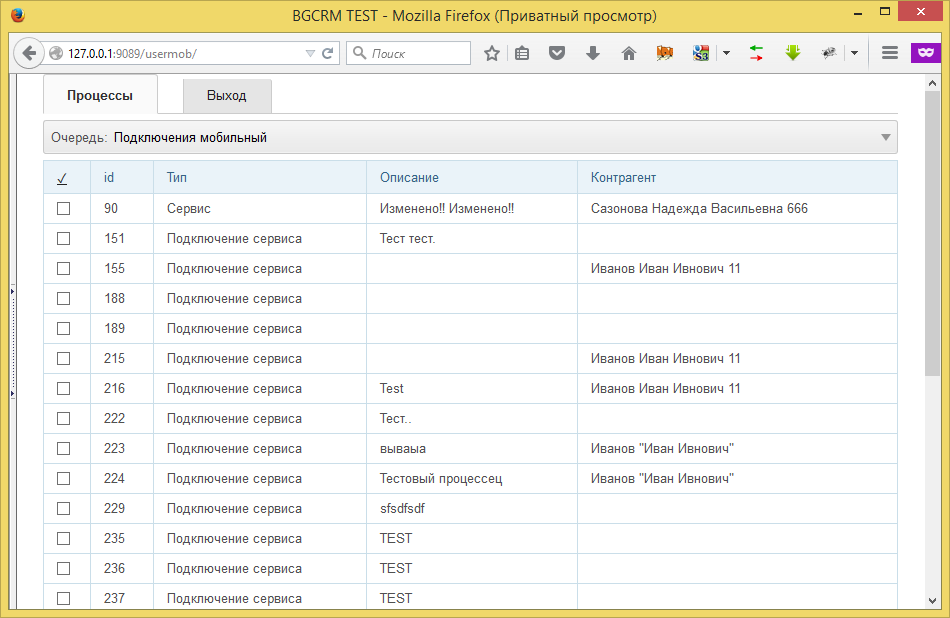 BGCRM TEST - Mozilla Firefox (Приватный просмотр)
127.0.0.1:9089/usermob/ Поиск
Процессы Выход
Очередь: Подключения мобильный
✓ id Тип Описание Контрагент
90 Сервис Изменено!! Изменено!! Сазонова Надежда Васильевна 666
151 Подключение сервиса Тест тест.
155 Подключение сервиса Иванов Иван Ивнович 11
188 Подключение сервиса
189 Подключение сервиса
215 Подключение сервиса Иванов Иван Ивнович 11
216 Подключение сервиса Test Иванов Иван Ивнович 11
222 Подключение сервиса Тест..
223 Подключение сервиса вываыа Иванов "Иван Ивнович"
224 Подключение сервиса Тестовый процессец Иванов "Иван Ивнович"
229 Подключение сервиса sfsdfsdf
235 Подключение сервиса TEST
236 Подключение сервиса TEST
237 Подключение сервиса TEST